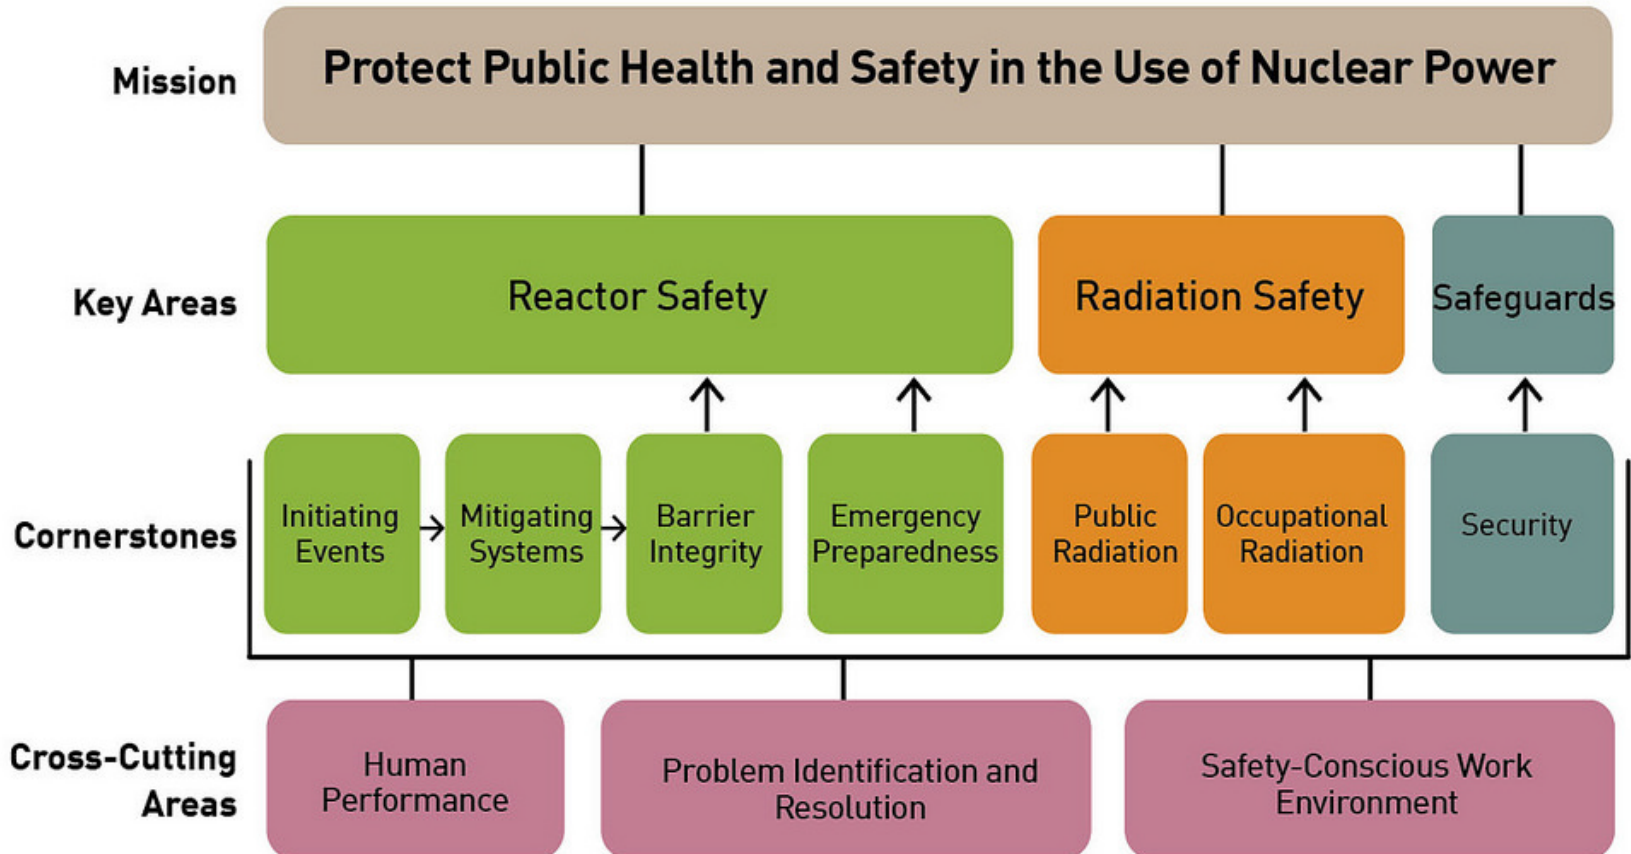 Mission
Protect Public Health and Safety in the Use of Nuclear Power
Key Areas
Reactor Safety
Radiation Safety
Safeguards
Cornerstones
Initiating
Events
Mitigating
Systems
Barrier
Integrity
Emergency
Preparedness
Public
Radiation
Occupational
Radiation
Security
Cross-Cutting
Areas
Human
Performance
Problem Identification and
Resolution
Safety-Conscious Work
Environment